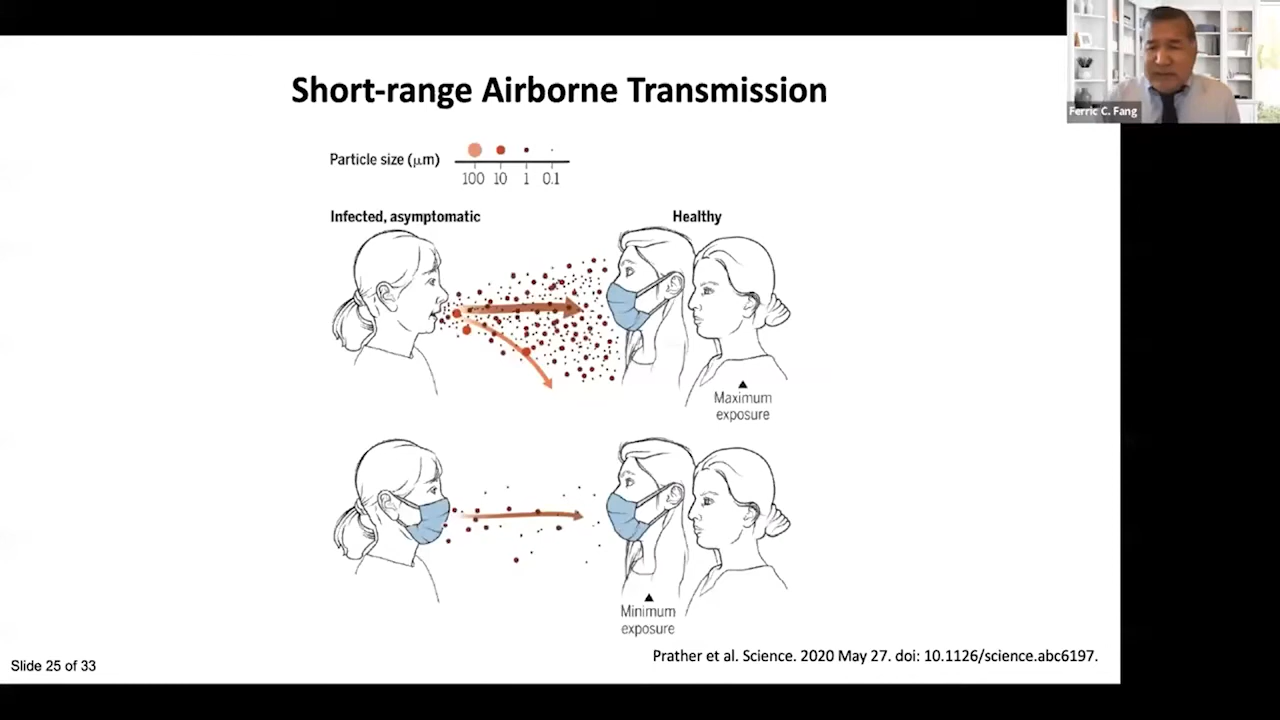 Ferric C. Fang
Short-range Airborne Transmission
Particle size (μm)
100 10 1 0.1
Infected, asymptomatic
Healthy
Maximum
exposure
Minimum
exposure
Prather et al. Science. 2020 May 27. doi: 10.1126/science.abc6197.
Slide 25 of 33